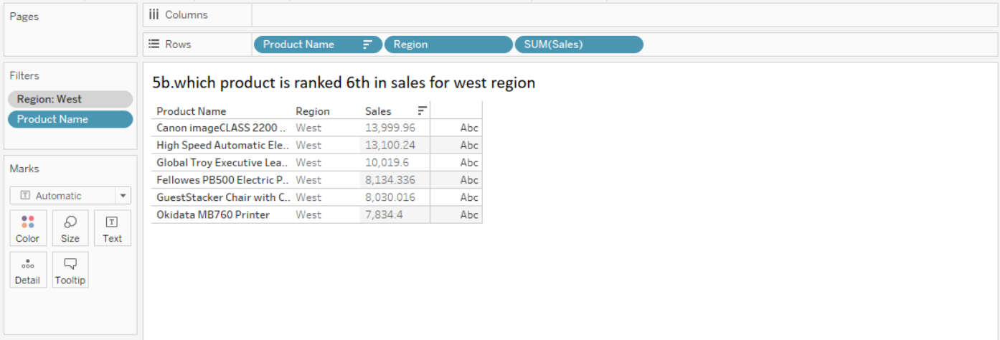 Pages
iii Columns
Rows Product Name Region SUM(Sales)
Filters
Region: West
Product Name
5b.which product is ranked 6th in sales for west region
Product Name Region Sales
Canon imageCLASS 2200 .. West 13,999.96 Abc
High Speed Automatic Ele.. West 13,100.24 Abc
Global Troy Executive Lea.. West 10,019.6 Abc
Fellowes PB500 Electric P.. West 8,134.336 Abc
GuestStacker Chair with C.. West 8,030.016 Abc
Okidata MB760 Printer West 7,834.4 Abc
Marks
T Automatic
Color Size T Text
Detail Tooltip